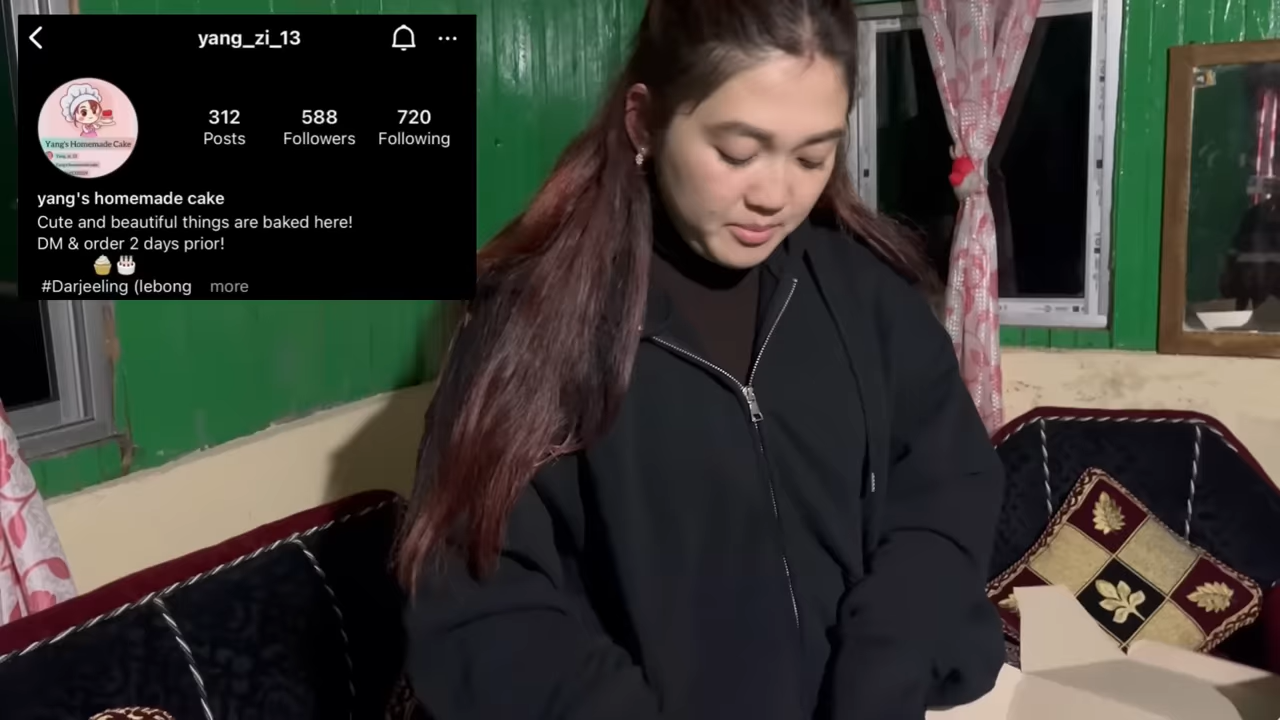 yang_zi_13
312 588 720
Posts Followers Following
Yang's Homemade Cake
yang's homemade cake
Cute and beautiful things are baked here!
DM & order 2 days prior!
#Darjeeling (lebong more